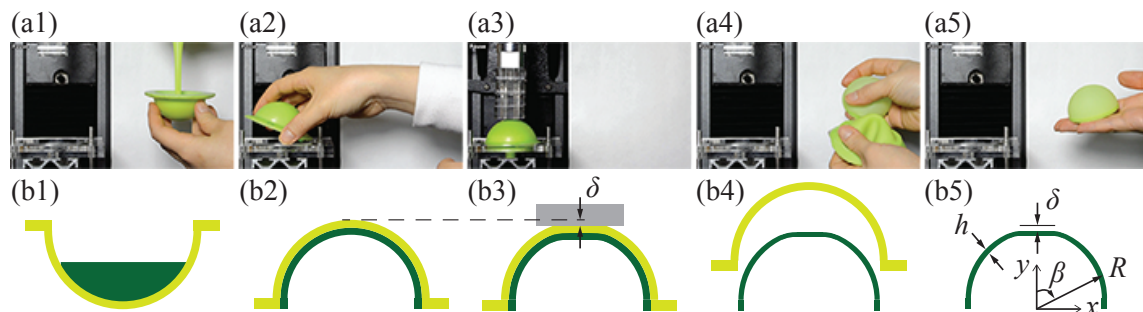 (a1) (a2) (a3) (a4) (a5)
(b1) (b2) (b3) δ (b4) (b5) δ
h y β R
x